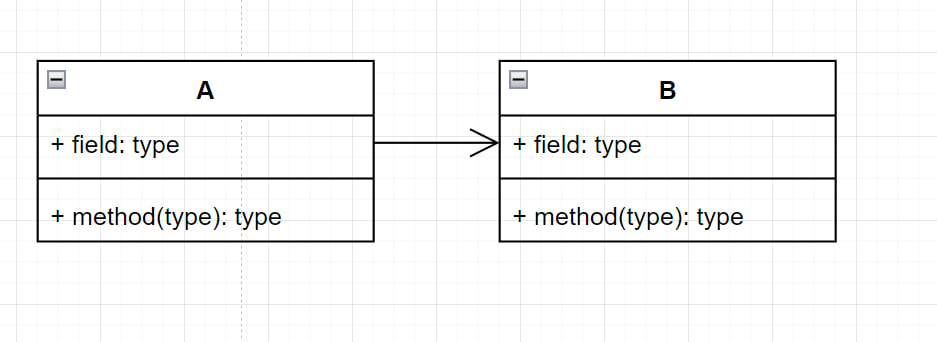 A
+ field: type
+ method(type): type
B
+ field: type
+ method(type): type